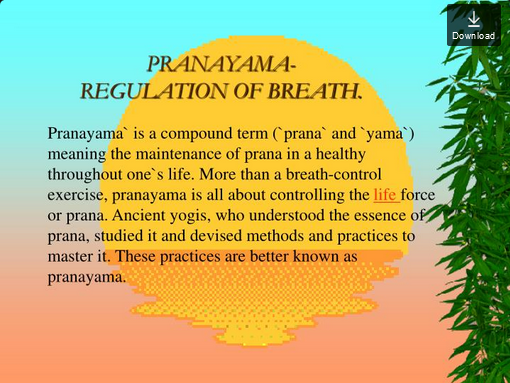 Download
PRANAYAMA-
REGULATION OF BREATH.
Pranayama` is a compound term (`prana` and `yama`)
meaning the maintenance of prana in a healthy
throughout one`s life. More than a breath-control
exercise, pranayama is all about controlling the life force
or prana. Ancient yogis, who understood the essence of
prana, studied it and devised methods and practices to
master it. These practices are better known as
pranayama.